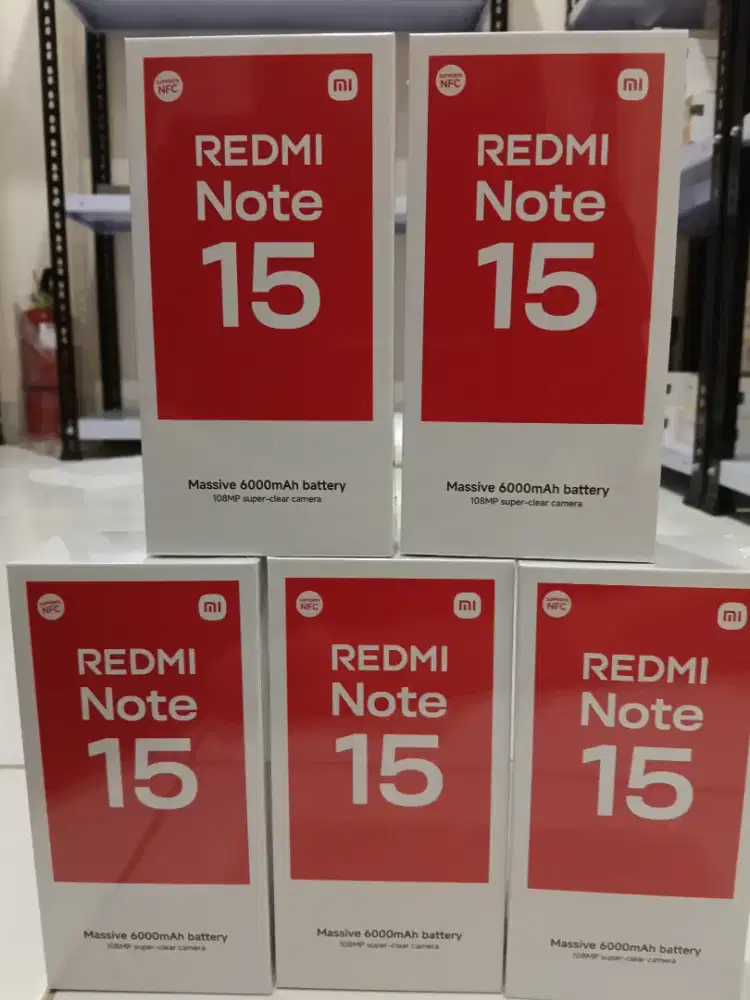 SUPPORTS
NFC
mi
REDMI
Note
15
Massive 6000mAh battery
108MP super-clear camera
SUPPORTS
NFC
mi
REDMI
Note
15
Massive 6000mAh battery
108MP super-clear camera
SUPPORTS
NFC
mi
REDMI
Note
15
Massive 6000mAh battery
108MP super-clear camera
SUPPORTS
NFC
mi
REDMI
Note
15
Massive 6000mAh battery
108MP super-clear camera
SUPPORTS
NFC
mi
REDMI
Note
15
Massive 6000mAh battery
108MP super-clear camera